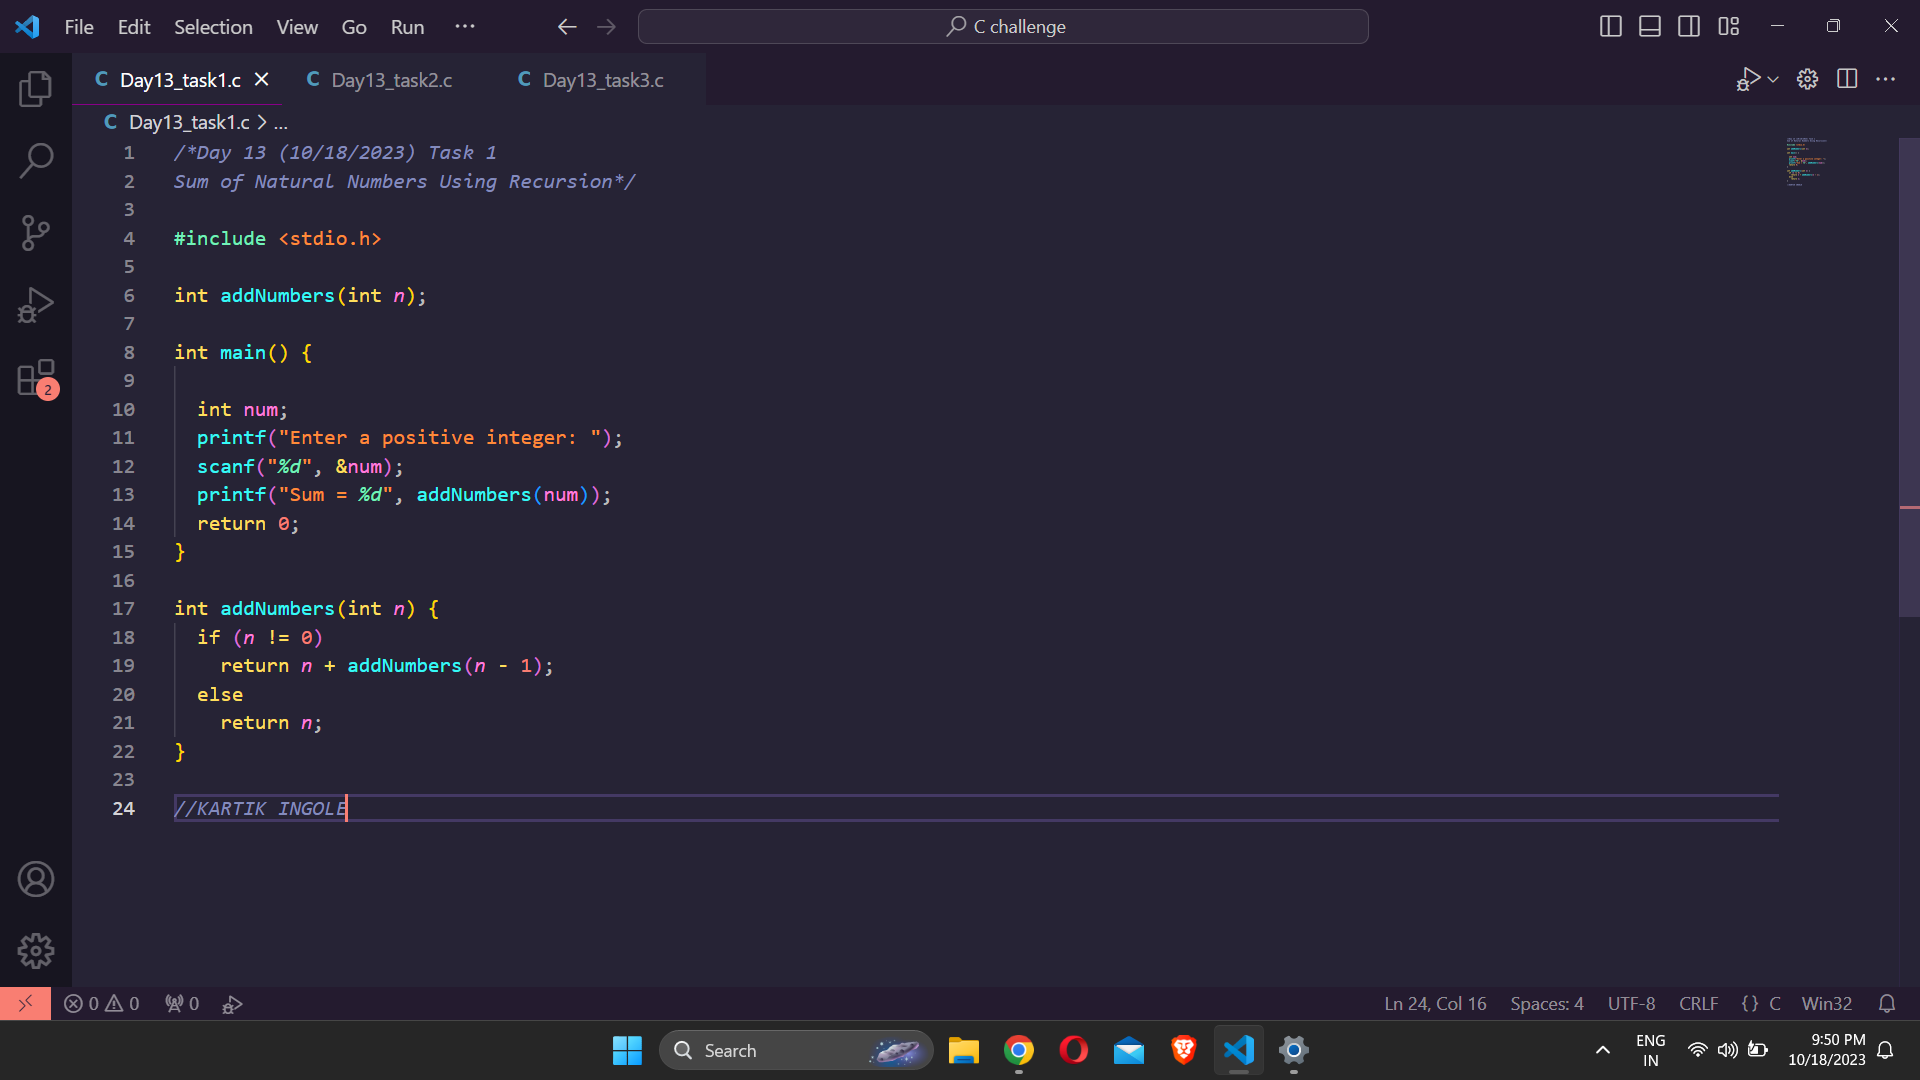 File Edit Selection View Go Run ··· C challenge
C Day13_task1.c C Day13_task2.c C Day13_task3.c
C Day13_task1.c > ...
1 /*Day 13 (10/18/2023) Task 1
2 Sum of Natural Numbers Using Recursion*/
3
4 #include <stdio.h>
5
6 int addNumbers(int n);
7
8 int main() {
9
10 int num;
11 printf("Enter a positive integer: ");
12 scanf("%d", &num);
13 printf("Sum = %d", addNumbers(num));
14 return 0;
15 }
16
17 int addNumbers(int n) {
18 if (n != 0)
19 return n + addNumbers(n - 1);
20 else
21 return n;
22 }
23
24 //KARTIK INGOLE
2
0 0 0 Ln 24, Col 16 Spaces: 4 UTF-8 CRLF {} C Win32
Search ENG IN 9:50 PM 10/18/2023